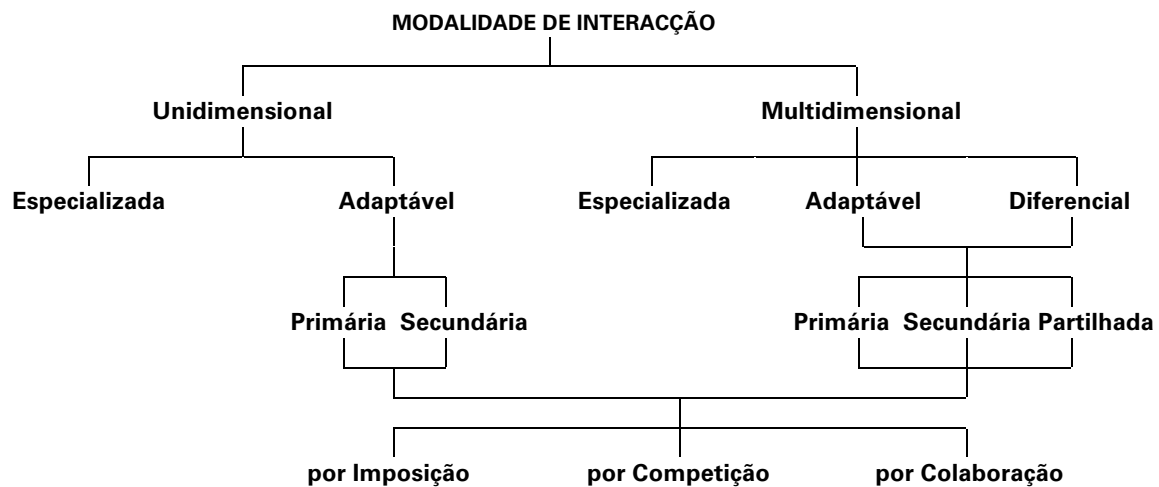 MODALIDADE DE INTERACÇÃO
Unidimensional Multidimensional
Especializada Adaptável Especializada Adaptável Diferencial
Primária Secundária Primária Secundária Partilhada
por Imposição por Competição por Colaboração